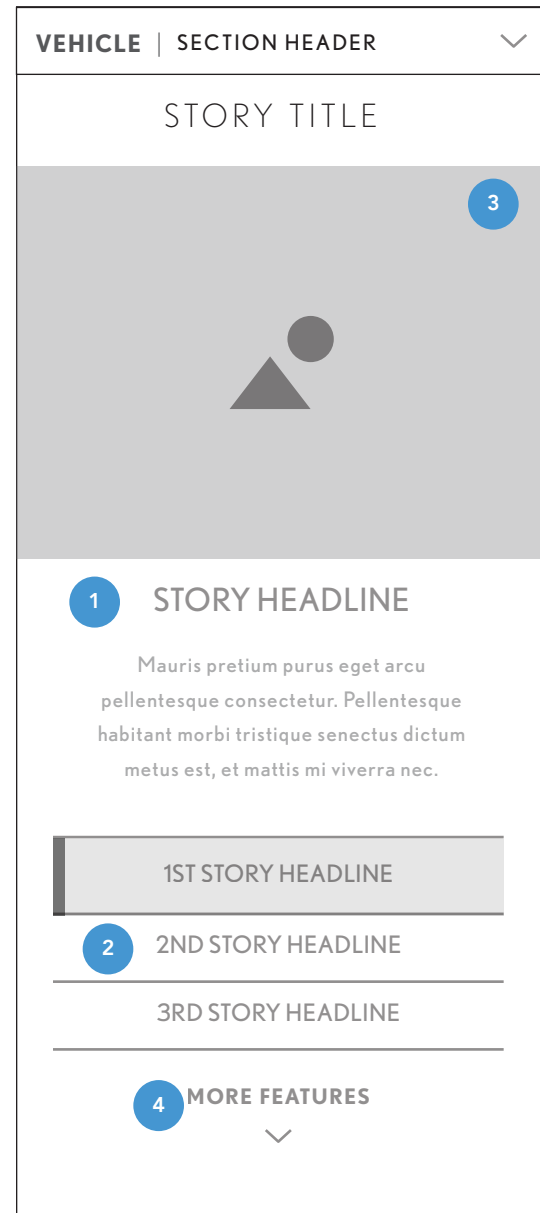 VEHICLE | SECTION HEADER
STORY TITLE
3
1 STORY HEADLINE
Mauris pretium purus eget arcu
pellentesque consectetur. Pellentesque
habitant morbi tristique senectus dictum
metus est, et mattis mi viverra nec.
1ST STORY HEADLINE
2 2ND STORY HEADLINE
3RD STORY HEADLINE
4 MORE FEATURES